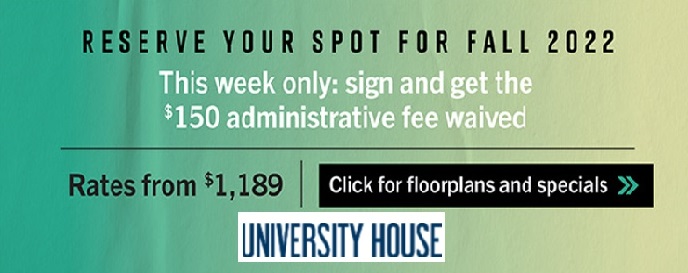 RESERVE YOUR SPOT FOR FALL 2022
This week only: sign and get the
$150 administrative fee waived
Rates from $1,189
Click for floorplans and specials
UNIVERSITY HOUSE